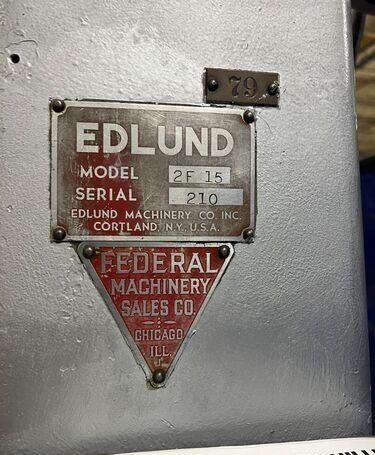 79
EDLUND
MODEL 2F 15
SERIAL 210
EDLUND MACHINERY CO. INC.
CORTLAND, N.Y., U.S.A.
FEDERAL
MACHINERY
SALES CO.
CHICAGO
ILL.